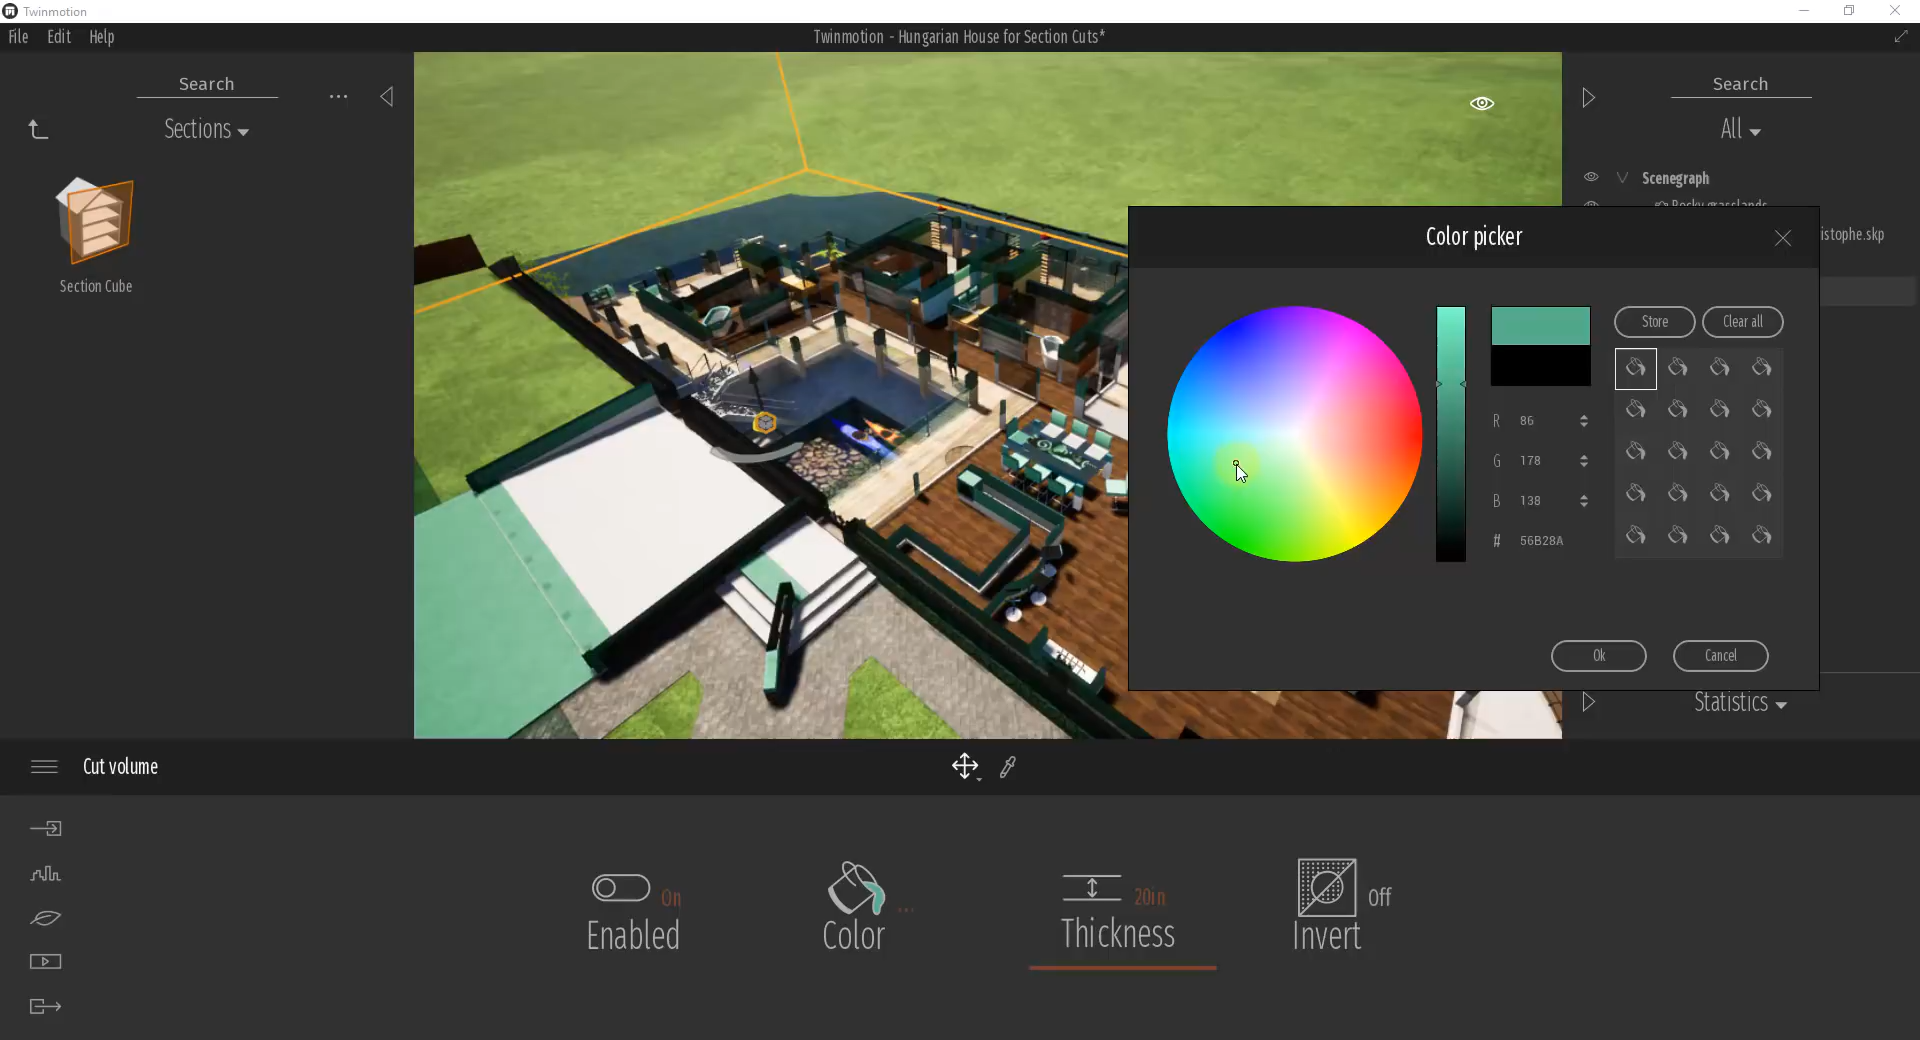 Twinmotion
File Edit Help
Twinmotion - Hungarian House for Section Cuts*
Search
...
Sections
Section Cube
Search
All
Scenegraph
Rocky grasslands
istophe.skp
Color picker
Store
Clear all
R 86
G 178
B 138
# 56B28A
Ok
Cancel
Statistics
Cut volume
On
Enabled
...
Color
20in
Thickness
Off
Invert